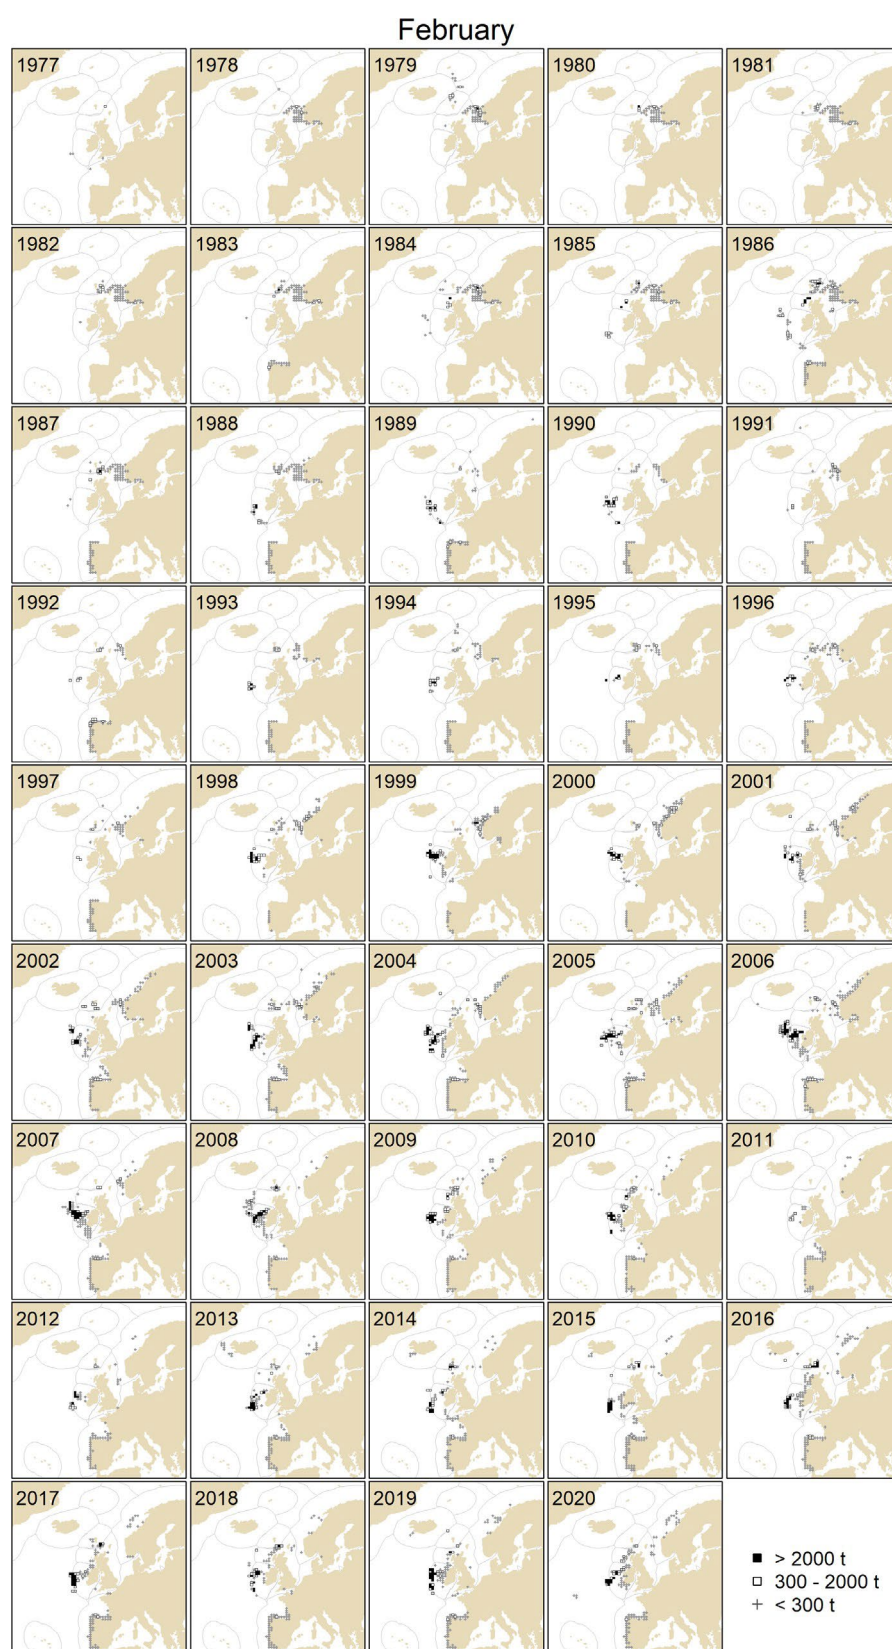 February
1977 1978 1979 1980 1981
1982 1983 1984 1985 1986
1987 1988 1989 1990 1991
1992 1993 1994 1995 1996
1997 1998 1999 2000 2001
2002 2003 2004 2005 2006
2007 2008 2009 2010 2011
2012 2013 2014 2015 2016
2017 2018 2019 2020
> 2000 t
300 - 2000 t
< 300 t